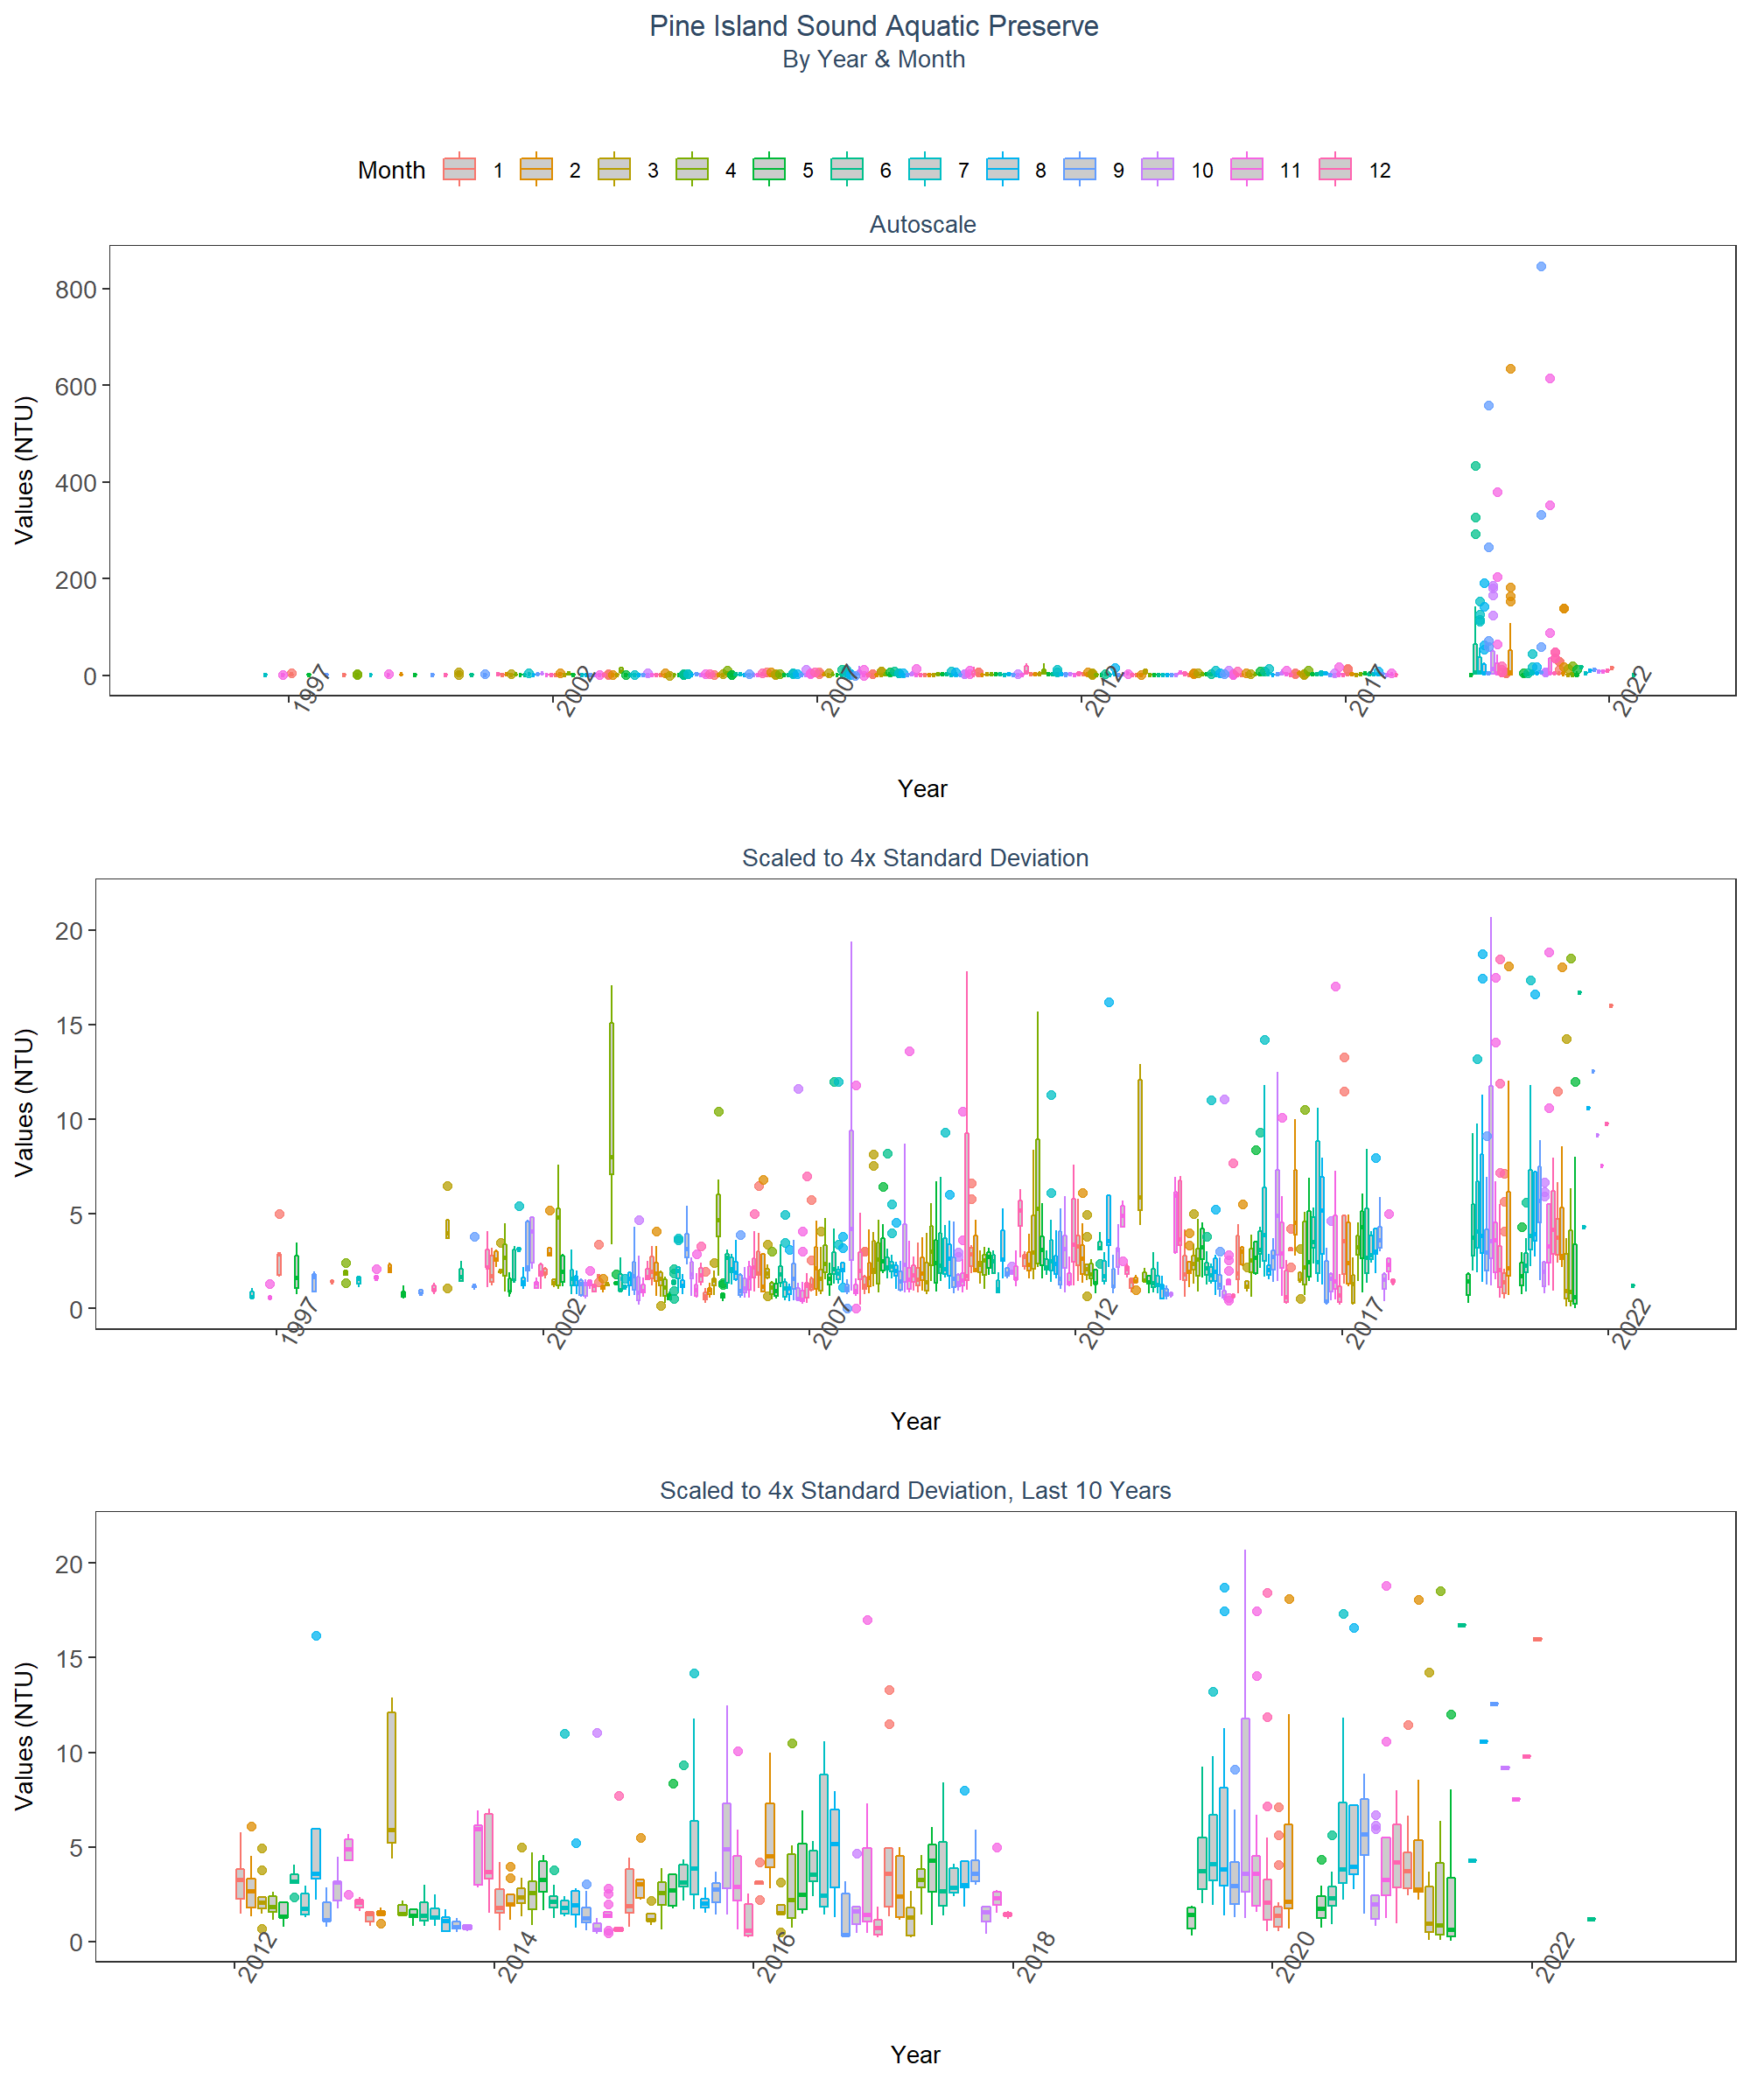 Pine Island Sound Aquatic Preserve
By Year & Month
Month 1 2 3 4 5 6 7 8 9 10 11 12
Autoscale
Values (NTU)
800
600
400
200
0
1997 2002 2007 2012 2017 2022
Year
Scaled to 4x Standard Deviation
Values (NTU)
20
15
10
5
0
1997 2002 2007 2012 2017 2022
Year
Scaled to 4x Standard Deviation, Last 10 Years
Values (NTU)
20
15
10
5
0
2012 2014 2016 2018 2020 2022
Year